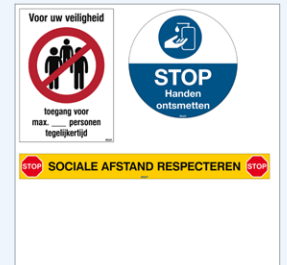 Voor uw veiligheid
toegang voor
max. ___ personen
tegelijkertijd
STOP
Handen
ontsmetten
STOP SOCIALE AFSTAND RESPECTEREN STOP